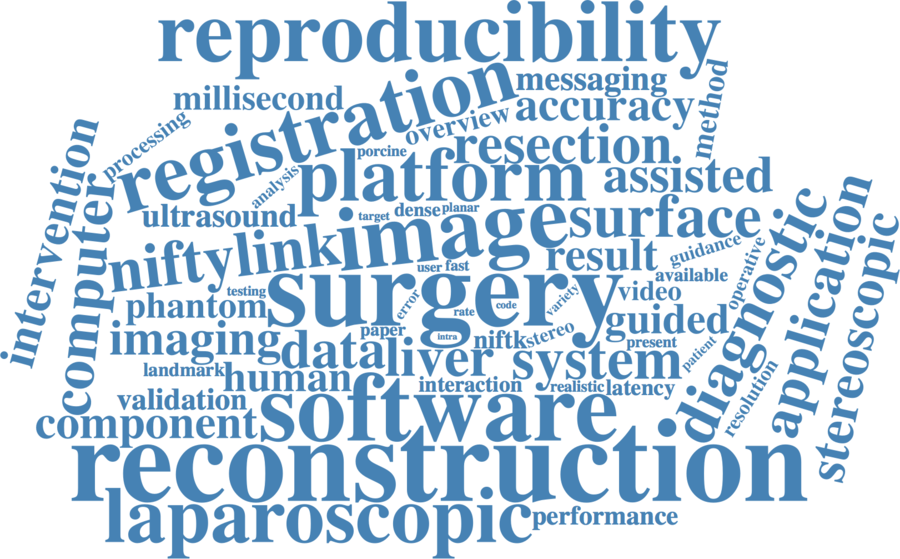 reproducibility
registration
messaging
millisecond
accuracy
method
processing
overview
porcine
resection
intervention
computer
analysis
platform
assisted
ultrasound
target
dense
planar
niftylink
image
surface
diagnostic
application
stereoscopic
result
guidance
operative
user
fast
surgery
available
testing
phantom
error
rate
code
variety
video
guided
imaging
paper
intra
niftk
stereo
present
patient
data
liver
system
landmark
human
interaction
realistic
latency
resolution
validation
component
software
reconstruction
laparoscopic
performance